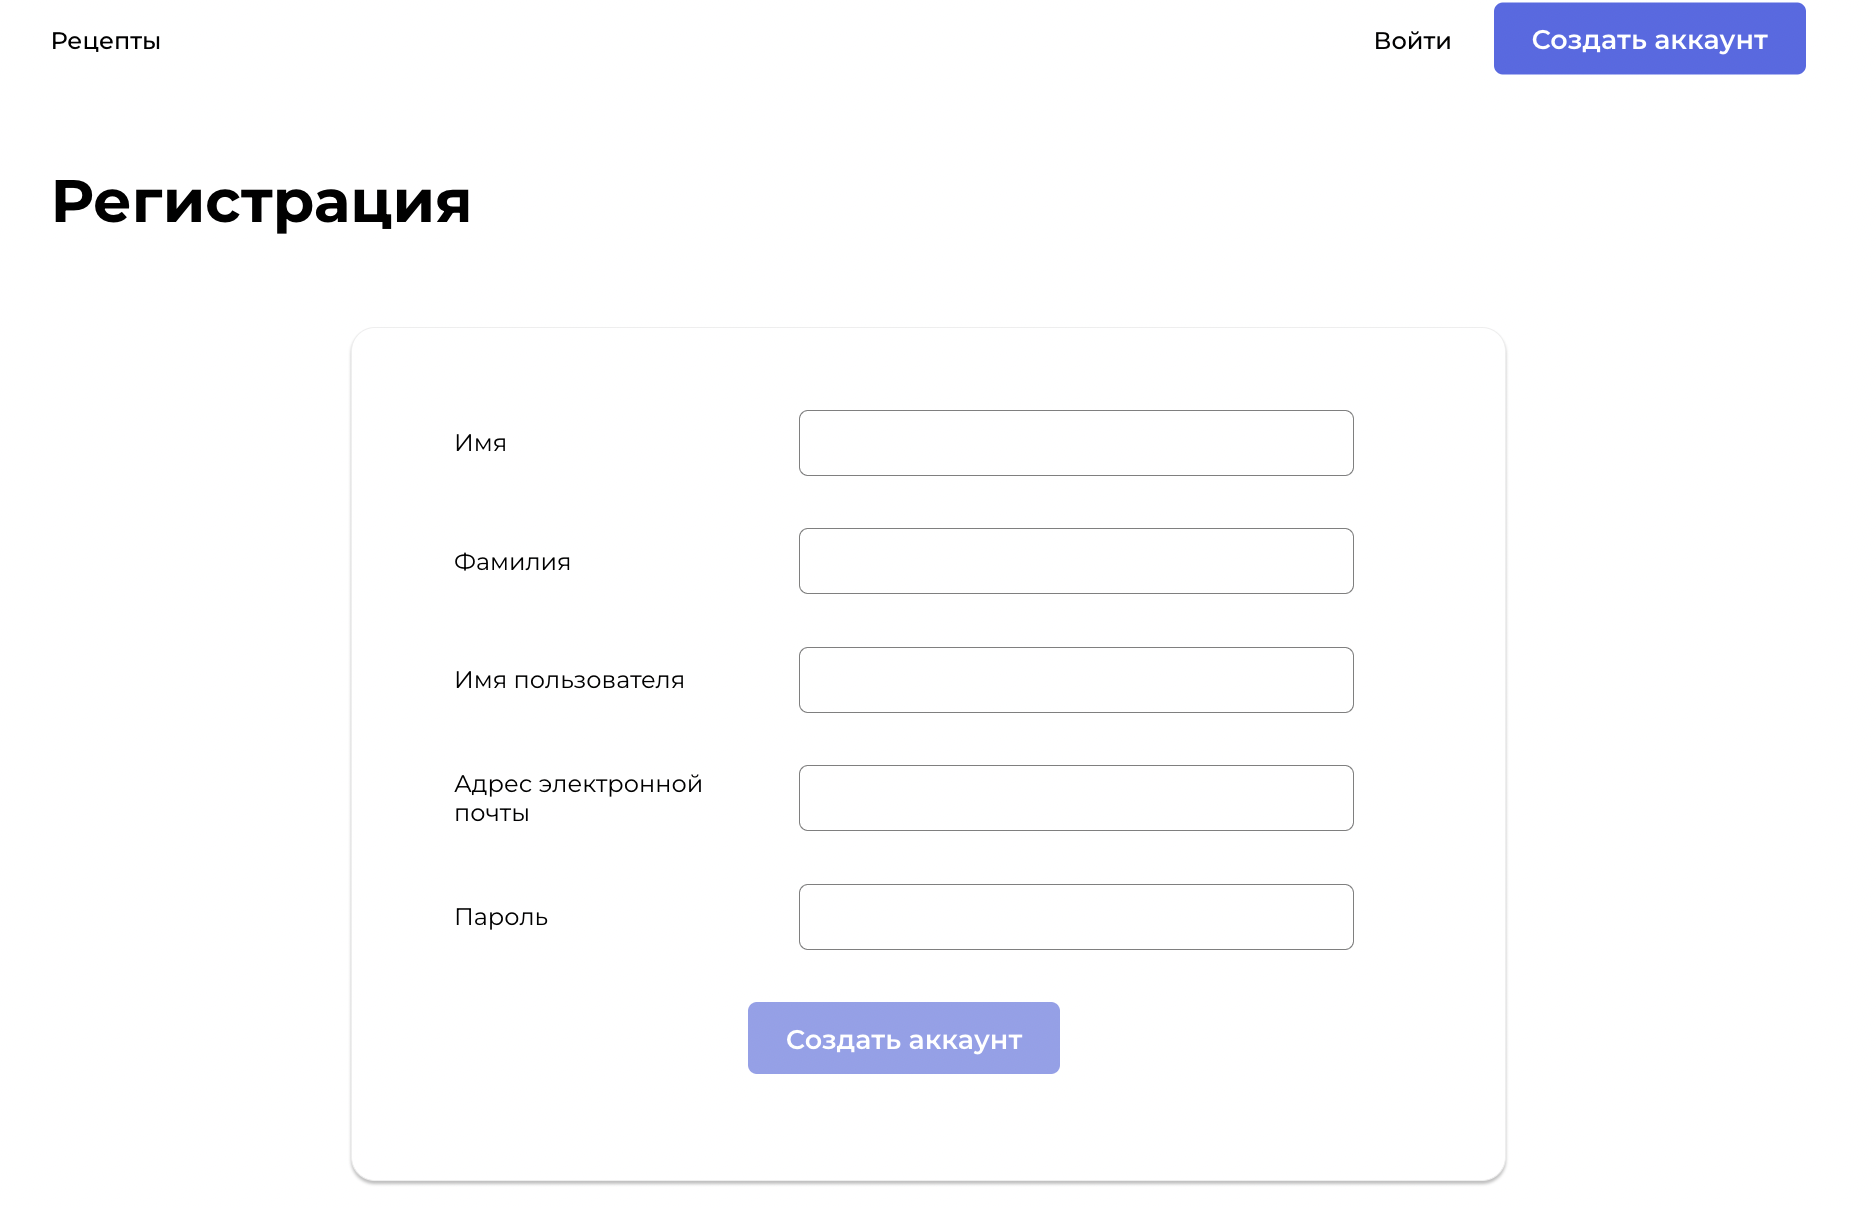 Рецепты
Войти
Создать аккаунт
Регистрация
Имя
Фамилия
Имя пользователя
Адрес электронной
почты
Пароль
Создать аккаунт